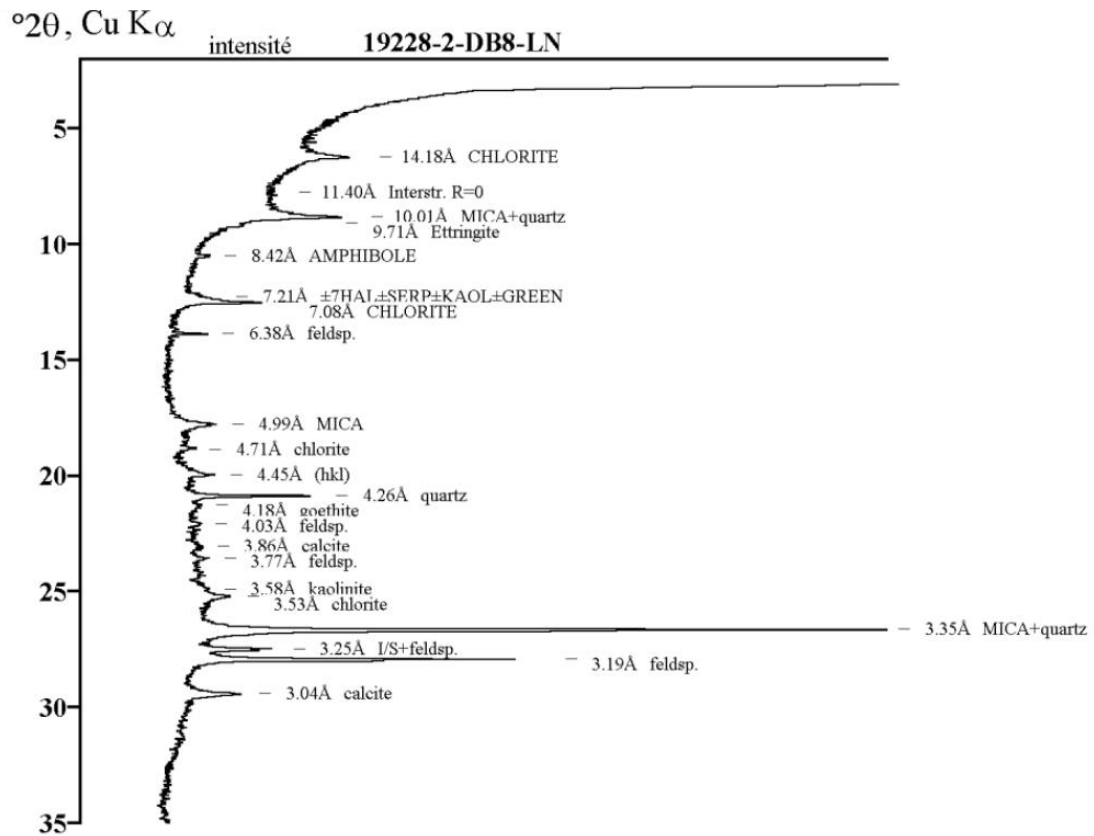 °2θ, Cu Kα
intensité 19228-2-DB8-LN
5
14.18Å CHLORITE
11.40Å Interstr. R=0
10.01Å MICA+quartz
9.71Å Ettringite
10
8.42Å AMPHIBOLE
7.21Å ±7HAL±SERP±KAOL±GREEN
7.08Å CHLORITE
6.38Å feldsp.
15
4.99Å MICA
4.71Å chlorite
20
4.45Å (hkl)
4.26Å quartz
4.18Å goethite
4.03Å feldsp.
3.86Å calcite
3.77Å feldsp.
25
3.58Å kaolinite
3.53Å chlorite
3.35Å MICA+quartz
3.25Å I/S+feldsp.
3.19Å feldsp.
3.04Å calcite
30
35